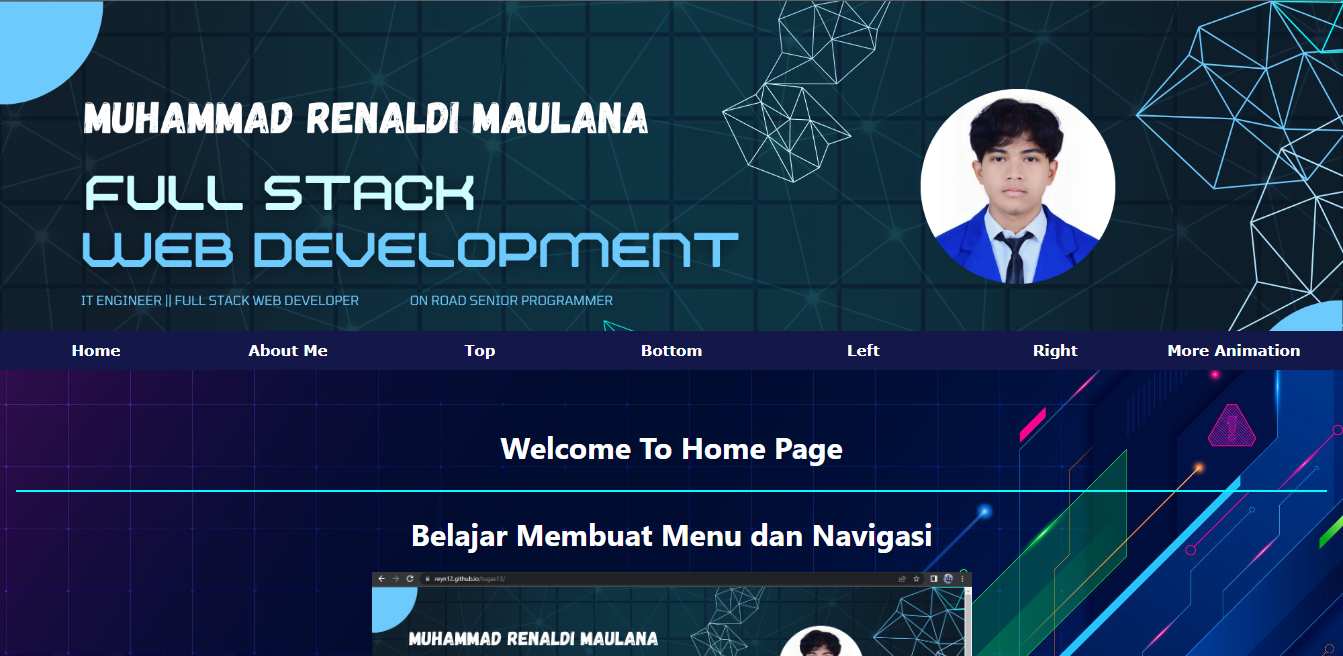 MUHAMMAD RENALDI MAULANA
FULL STACK
WEB DEVELOPMENT
IT ENGINEER || FULL STACK WEB DEVELOPER ON ROAD SENIOR PROGRAMMER
Home About Me Top Bottom Left Right More Animation
Welcome To Home Page
Belajar Membuat Menu dan Navigasi
reyn12.github.io/tugas13/
MUHAMMAD RENALDI MAULANA